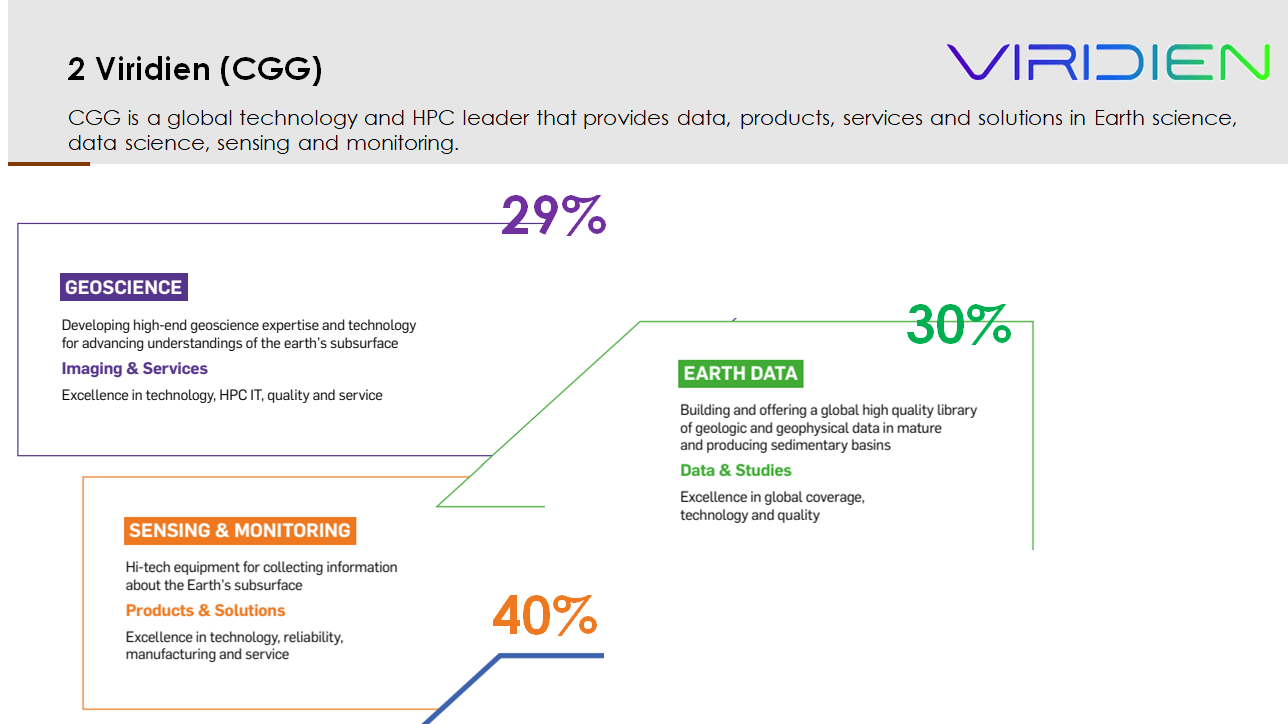 2 Viridien (CGG)
VIRIDIEN
CGG is a global technology and HPC leader that provides data, products, services and solutions in Earth science,
data science, sensing and monitoring.
29%
GEOSCIENCE
Developing high-end geoscience expertise and technology
for advancing understandings of the earth's subsurface
Imaging & Services
Excellence in technology, HPC IT, quality and service
30%
EARTH DATA
Building and offering a global high quality library
of geologic and geophysical data in mature
and producing sedimentary basins
Data & Studies
Excellence in global coverage,
technology and quality
SENSING & MONITORING
Hi-tech equipment for collecting information
about the Earth's subsurface
Products & Solutions
Excellence in technology, reliability,
manufacturing and service
40%